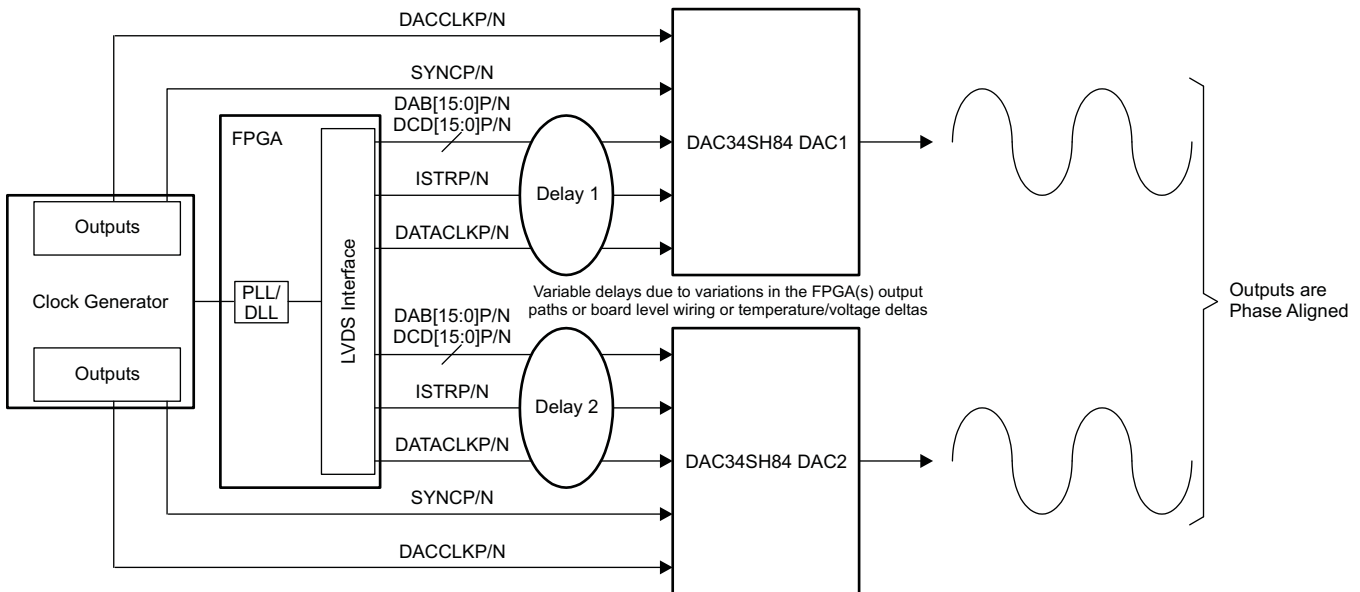 DACCLKP/N
SYNCP/N
DAB[15:0]P/N
DCD[15:0]P/N
FPGA
DAC34SH84 DAC1
ISTRP/N
Delay 1
Outputs
DATACLKP/N
LVDS Interface
Clock Generator
PLL/
DLL
Variable delays due to variations in the FPGA(s) output
paths or board level wiring or temperature/voltage deltas
Outputs are
Phase Aligned
DAB[15:0]P/N
DCD[15:0]P/N
Outputs
ISTRP/N
Delay 2
DATACLKP/N
DAC34SH84 DAC2
SYNCP/N
DACCLKP/N